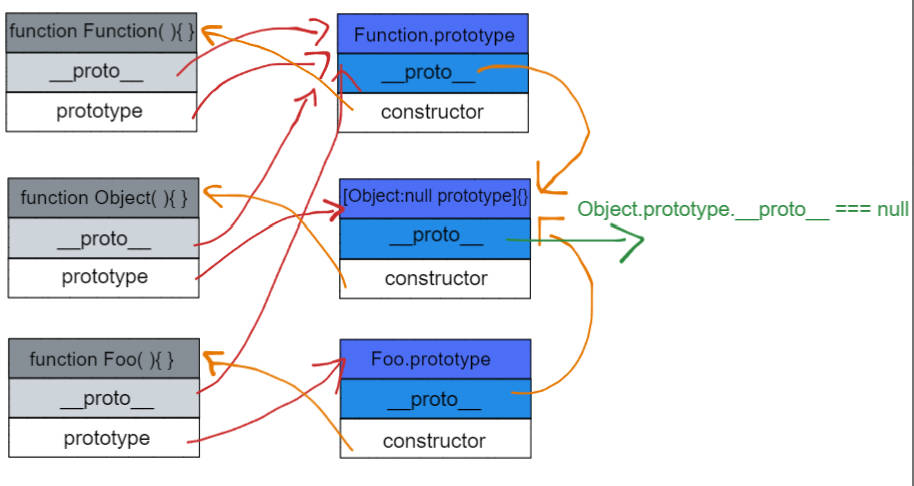 function Function( ){ }
__proto__
prototype
Function.prototype
__proto__
constructor
function Object( ){ }
__proto__
prototype
[Object:null prototype]{}
__proto__
constructor
Object.prototype.__proto__ === null
function Foo( ){ }
__proto__
prototype
Foo.prototype
__proto__
constructor